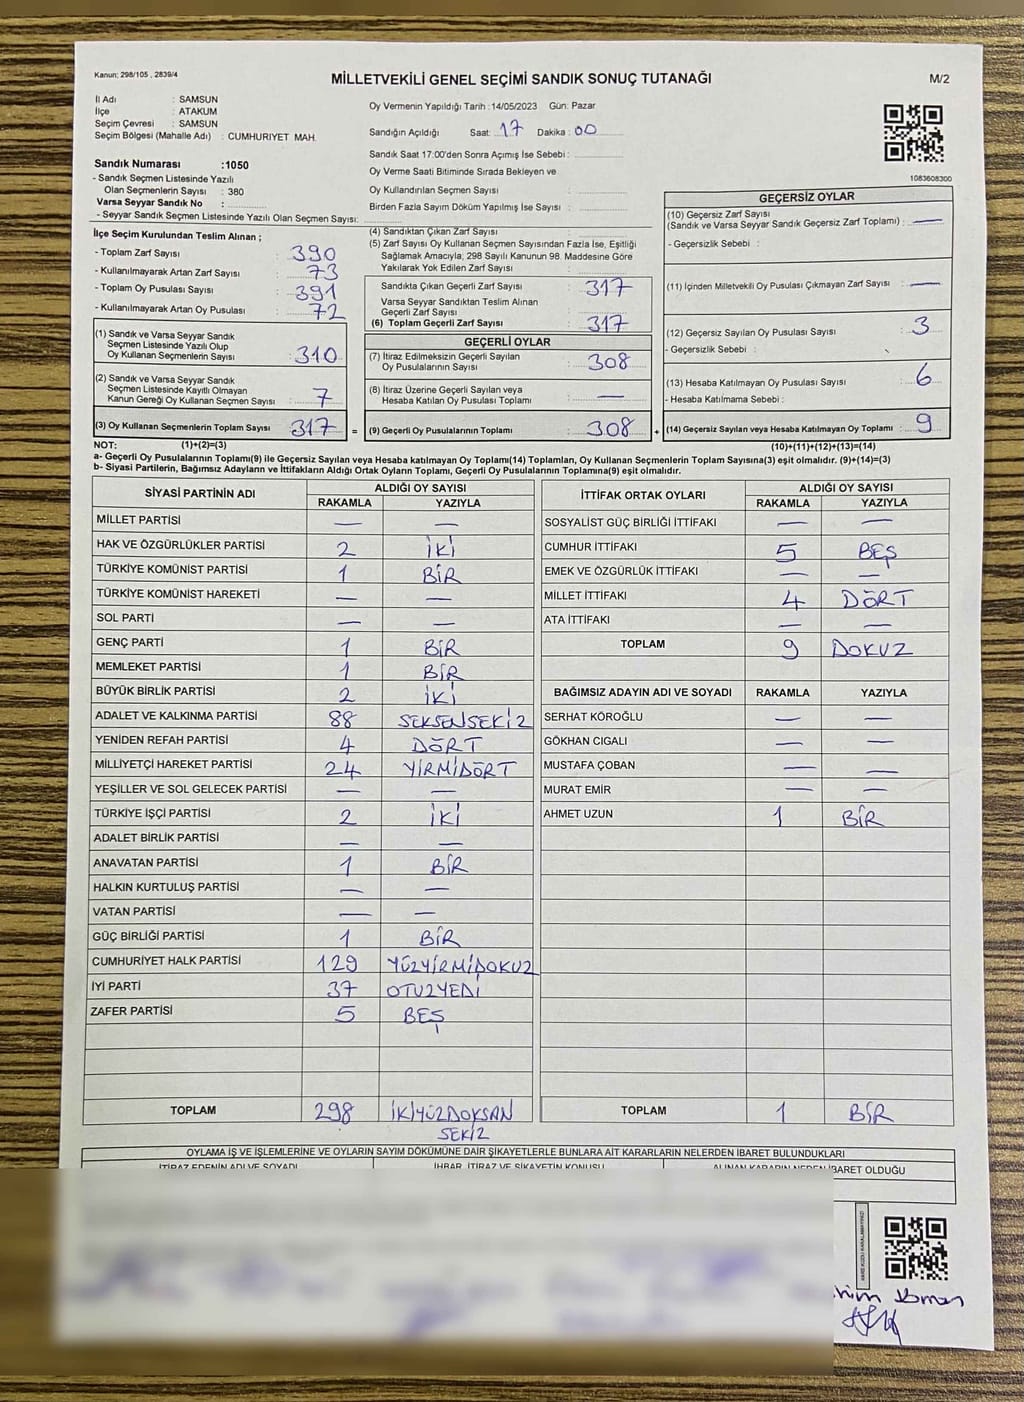 Kanun: 298/105 , 2839/4
MİLLETVEKİLİ GENEL SEÇİMİ SANDIK SONUÇ TUTANAĞI
M/2
İl Adı : SAMSUN
İlçe : ATAKUM
Seçim Çevresi : SAMSUN
Seçim Bölgesi (Mahalle Adı) : CUMHURIYET MAH.
Sandık Numarası :1050
- Sandık Seçmen Listesinde Yazılı
Olan Seçmenlerin Sayısı : 380
Varsa Seyyar Sandık No :
- Seyyar Sandık Seçmen Listesinde Yazılı Olan Seçmen Sayısı:
Oy Vermenin Yapıldığı Tarih :14/05/2023 Gün: Pazar
Sandığın Açıldığı Saat: 17 Dakika : 00
Sandık Saat 17:00'den Sonra Açımış İse Sebebi :
Oy Verme Saati Bitiminde Sırada Bekleyen ve
Oy Kullandırılan Seçmen Sayısı :
Birden Fazla Sayım Döküm Yapılmış İse Sayısı :
1083608300
İlçe Seçim Kurulundan Teslim Alınan ;
- Toplam Zarf Sayısı : 390
- Kullanılmayarak Artan Zarf Sayısı : 73
- Toplam Oy Pusulası Sayısı : 391
- Kullanılmayarak Artan Oy Pusulası : 72
(4) Sandıktan Çıkan Zarf Sayısı :
(5) Zarf Sayısı Oy Kullanan Seçmen Sayısından Fazla İse, Eşitliği
Sağlamak Amacıyla, 298 Sayılı Kanunun 98. Maddesine Göre
Yakılarak Yok Edilen Zarf Sayısı :
Sandıkta Çıkan Geçerli Zarf Sayısı : 317
Varsa Seyyar Sandıktan Teslim Alınan
Geçerli Zarf Sayısı :
(6) Toplam Geçerli Zarf Sayısı : 317
GEÇERSİZ OYLAR
(10) Geçersiz Zarf Sayısı
(Sandık ve Varsa Seyyar Sandık Geçersiz Zarf Toplamı) : —
- Geçersizlik Sebebi :
(11) İçinden Milletvekili Oy Pusulası Çıkmayan Zarf Sayısı : —
(12) Geçersiz Sayılan Oy Pusulası Sayısı : 3
- Geçersizlik Sebebi :
(13) Hesaba Katılmayan Oy Pusulası Sayısı : 6
- Hesaba Katılmama Sebebi :
(1) Sandık ve Varsa Seyyar Sandık
Seçmen Listesinde Yazılı Olup
Oy Kullanan Seçmenlerin Sayısı : 310
(2) Sandık ve Varsa Seyyar Sandık
Seçmen Listesinde Kayıtlı Olmayan
Kanun Gereği Oy Kullanan Seçmen Sayısı : 7
GEÇERLİ OYLAR
(7) İtiraz Edilmeksizin Geçerli Sayılan
Oy Pusulalarının Sayısı : 308
(8) İtiraz Üzerine Geçerli Sayılan veya
Hesaba Katılan Oy Pusulası Toplamı : —
(3) Oy Kullanan Seçmenlerin Toplam Sayısı : 317 = (9) Geçerli Oy Pusulalarının Toplamı : 308 + (14) Geçersiz Sayılan veya Hesaba Katılmayan Oy Toplamı : 9
NOT: (1)+(2)=(3) (10)+(11)+(12)+(13)=(14)
a- Geçerli Oy Pusulalarının Toplamı(9) ile Geçersiz Sayılan veya Hesaba katılmayan Oy Toplamı(14) Toplamları, Oy Kullanan Seçmenlerin Toplam Sayısına(3) eşit olmalıdır. (9)+(14)=(3)
b- Siyasi Partilerin, Bağımsız Adayların ve İttifakların Aldığı Ortak Oyların Toplamı, Geçerli Oy Pusulalarının Toplamına(9) eşit olmalıdır.
SİYASİ PARTİNİN ADI ALDIĞI OY SAYISI
RAKAMLA YAZIYLA
MİLLET PARTİSİ — —
HAK VE ÖZGÜRLÜKLER PARTİSİ 2 İKİ
TÜRKİYE KOMÜNİST PARTİSİ 1 BİR
TÜRKİYE KOMÜNİST HAREKETİ — —
SOL PARTİ — —
GENÇ PARTİ 1 BİR
MEMLEKET PARTİSİ 1 BİR
BÜYÜK BİRLİK PARTİSİ 2 İKİ
ADALET VE KALKINMA PARTİSİ 88 SEKSENSEKİZ
YENİDEN REFAH PARTİSİ 4 DÖRT
MİLLİYETÇİ HAREKET PARTİSİ 24 YİRMİDÖRT
YEŞİLLER VE SOL GELECEK PARTİSİ — —
TÜRKİYE İŞÇİ PARTİSİ 2 İKİ
ADALET BİRLİK PARTİSİ — —
ANAVATAN PARTİSİ 1 BİR
HALKIN KURTULUŞ PARTİSİ — —
VATAN PARTİSİ — —
GÜÇ BİRLİĞİ PARTİSİ 1 BİR
CUMHURİYET HALK PARTİSİ 129 YÜZYİRMİDOKUZ
İYİ PARTİ 37 OTUZYEDİ
ZAFER PARTİSİ 5 BEŞ
TOPLAM 298 İKİYÜZDOKSAN
SEKİZ
İTTİFAK ORTAK OYLARI ALDIĞI OY SAYISI
RAKAMLA YAZIYLA
SOSYALİST GÜÇ BİRLİĞİ İTTİFAKI — —
CUMHUR İTTİFAKI 5 BEŞ
EMEK VE ÖZGÜRLÜK İTTİFAKI — —
MİLLET İTTİFAKI 4 DÖRT
ATA İTTİFAKI — —
TOPLAM 9 DOKUZ
BAĞIMSIZ ADAYIN ADI VE SOYADI RAKAMLA YAZIYLA
SERHAT KÖROĞLU — —
GÖKHAN CIGALI — —
MUSTAFA ÇOBAN — —
MURAT EMİR — —
AHMET UZUN 1 BİR
TOPLAM 1 BİR
OYLAMA İŞ VE İŞLEMLERİNE VE OYLARIN SAYIM DÖKÜMÜNE DAİR ŞİKAYETLERLE BUNLARA AİT KARARLARIN NELERDEN İBARET BULUNDUKLARI
İTİRAZ EDENİN ADI VE SOYADI İHBAR, İTİRAZ VE ŞİKAYETİN KONUSU ALINAN KARARIN NEDEN İBARET OLDUĞU